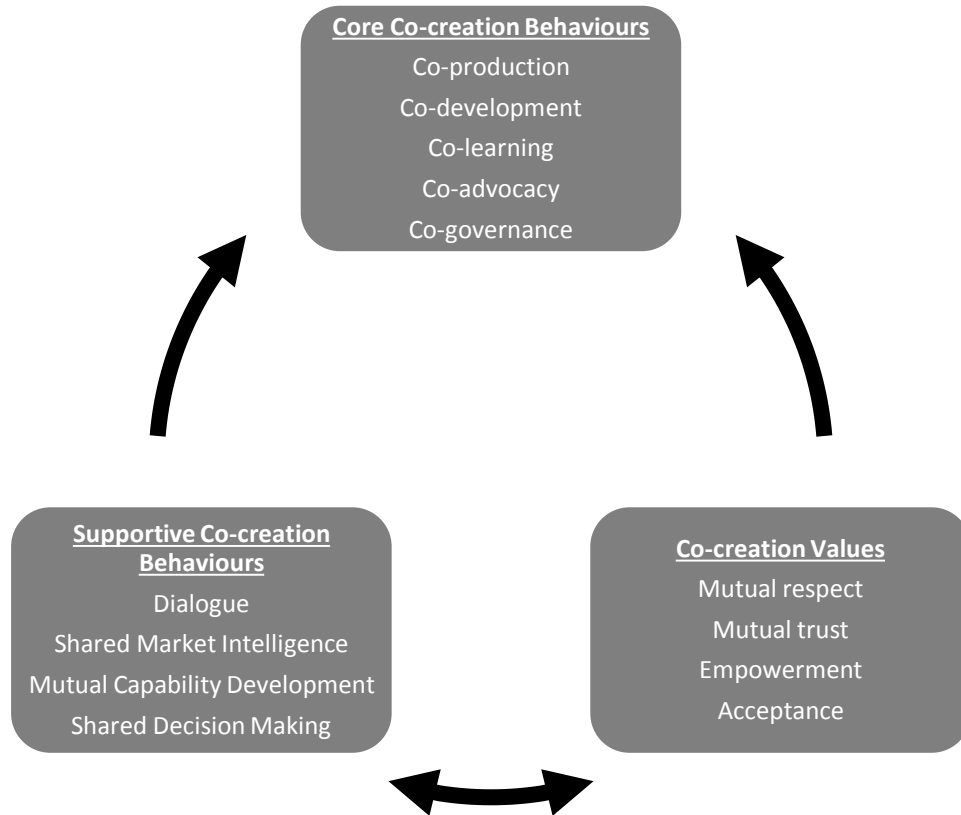 Core Co-creation Behaviours
Co-production
Co-development
Co-learning
Co-advocacy
Co-governance
Supportive Co-creation
Behaviours
Dialogue
Shared Market Intelligence
Mutual Capability Development
Shared Decision Making
Co-creation Values
Mutual respect
Mutual trust
Empowerment
Acceptance